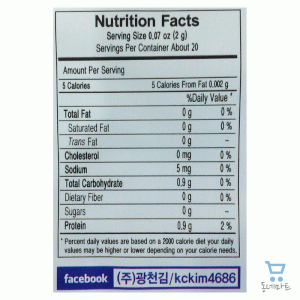 Nutrition Facts
Serving Size 0.07 oz (2 g)
Servings Per Container About 20
Amount Per Serving
5 Calories 5 Calories From Fat 0.002 g
%Daily Value *
Total Fat 0 g 0 %
Saturated Fat 0 g 0 %
Trans Fat 0 g –
Cholesterol 0 mg 0 %
Sodium 5 mg 0 %
Total Carbohydrate 0.9 g 0 %
Dietary Fiber 0 g 0 %
Sugars 0 g –
Protein 0.9 g 2 %
* Percent daily values are based on a 2000 calorie diet your daily
values may be higher or lower depending on your calorie needs.
facebook (주)광천김/kckim4686